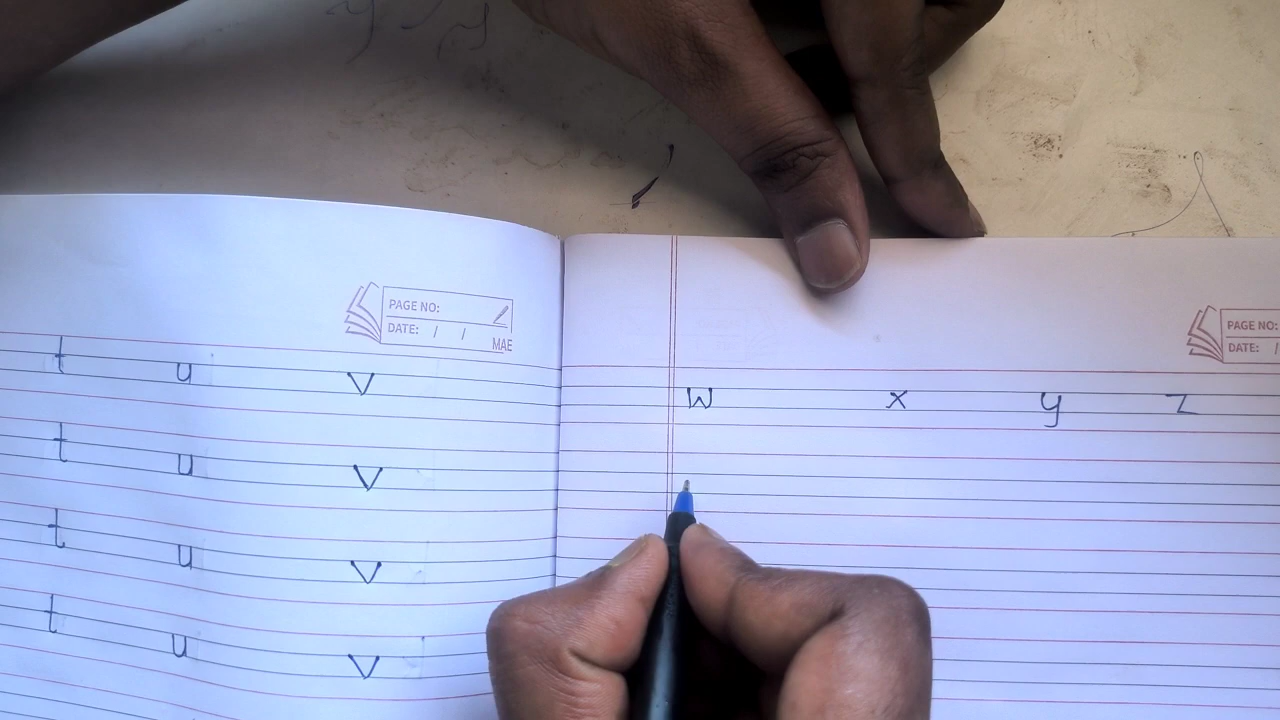 PAGE NO:
DATE: / /
MAE
t u v
t u v
t u v
t u v
PAGE NO:
DATE: /
w x y z